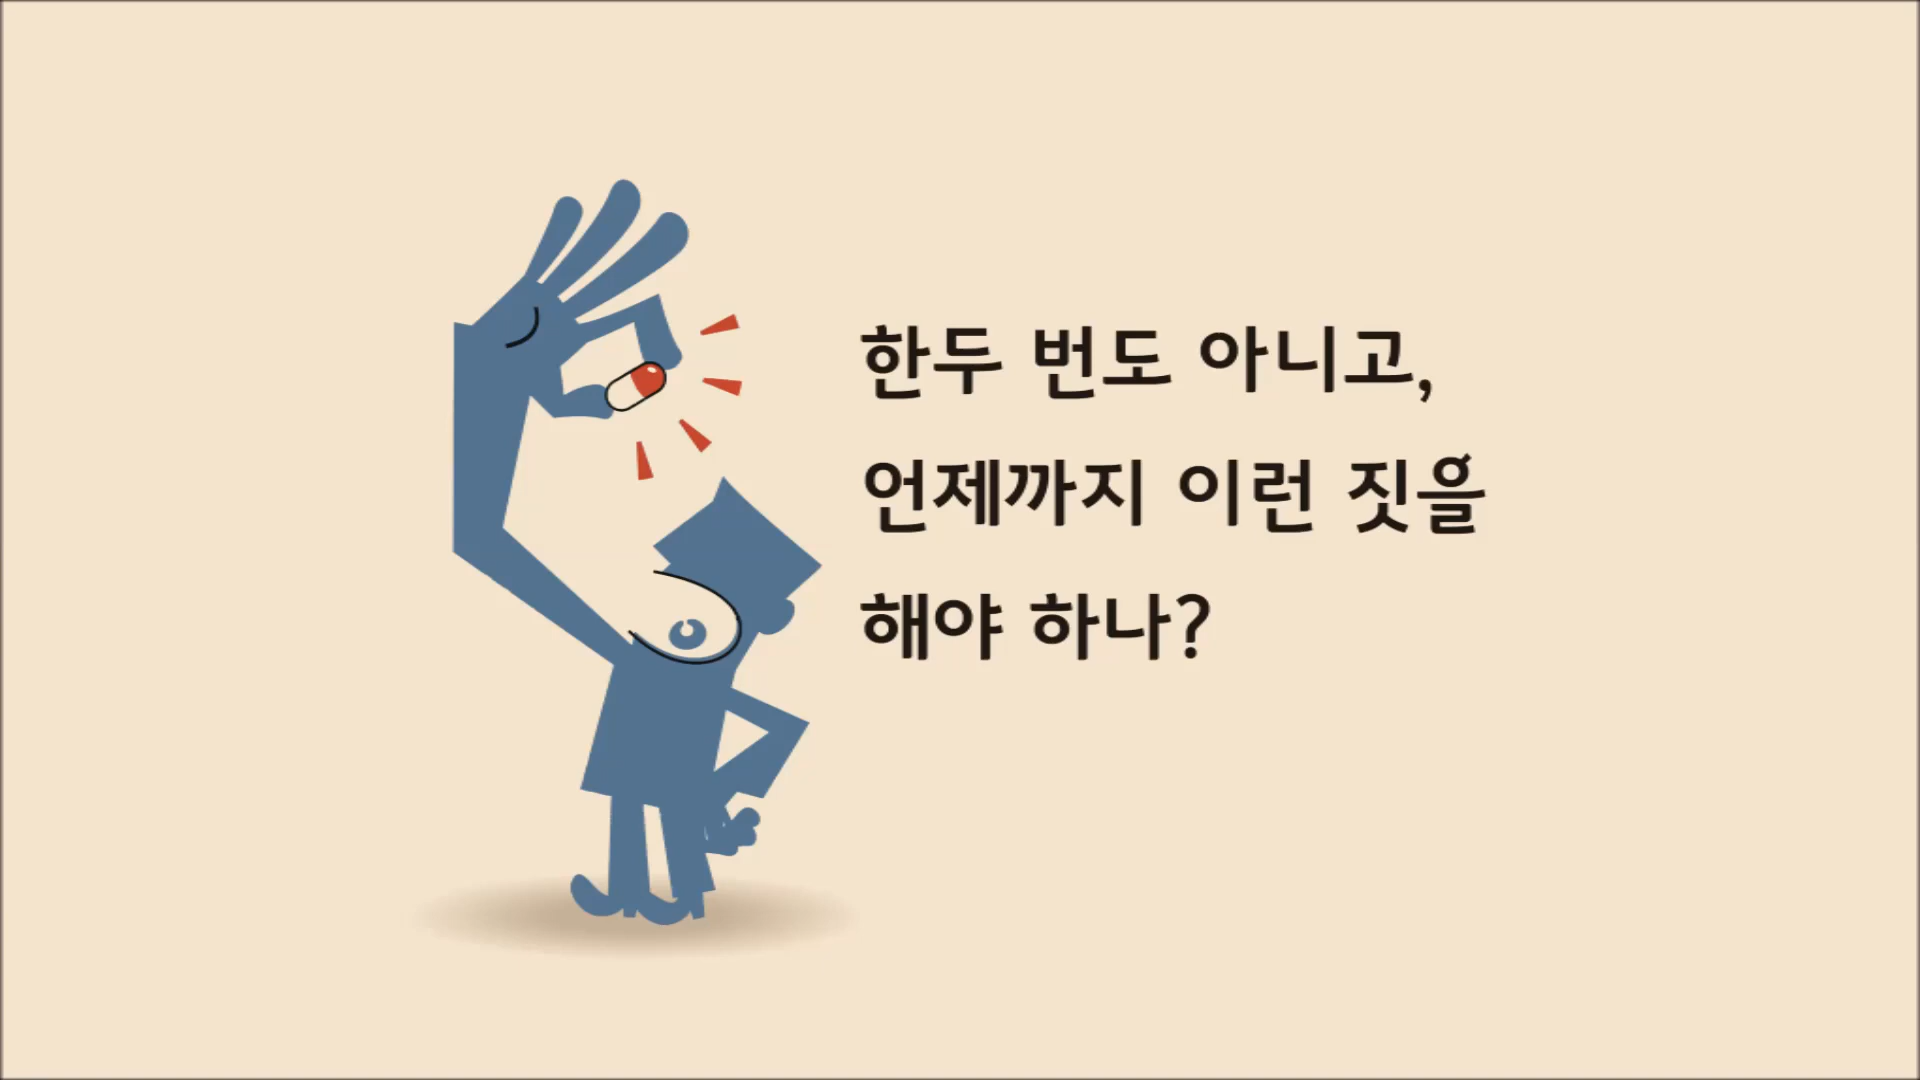 한두 번도 아니고,
언제까지 이런 짓을
해야 하나?